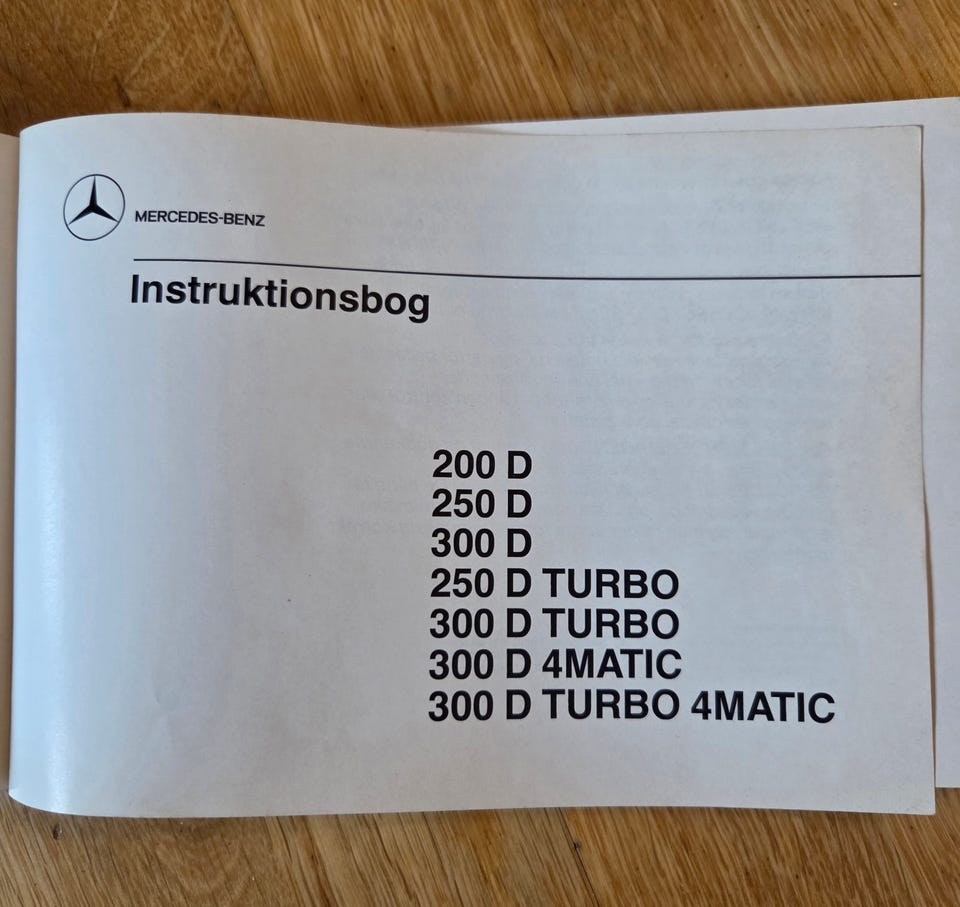 MERCEDES-BENZ
Instruktionsbog
200 D
250 D
300 D
250 D TURBO
300 D TURBO
300 D 4MATIC
300 D TURBO 4MATIC